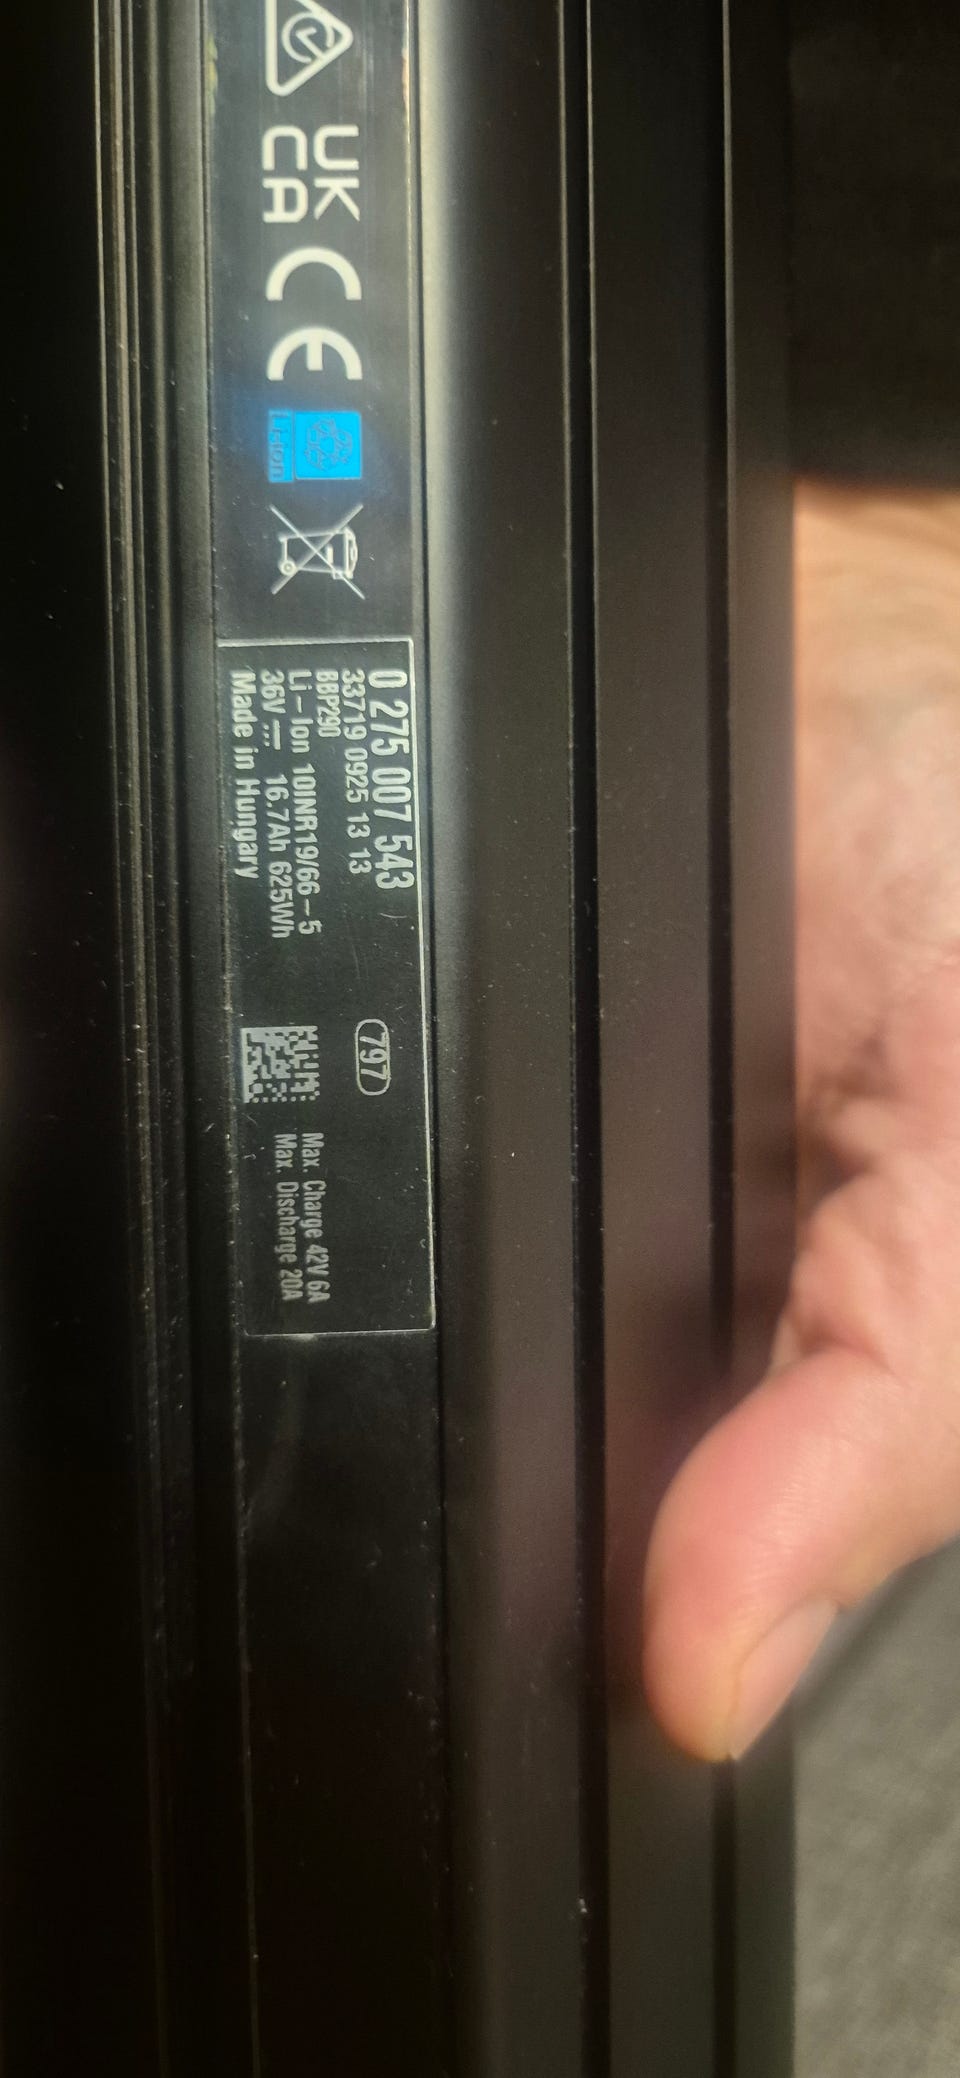 UK
CA
CE
Li-ion
0 275 007 543
33719 0925 13 13
BBP290
Li-Ion 10INR19/66-5
36V 16.7Ah 625Wh
Made in Hungary
797
Max. Charge 42V 6A
Max. Discharge 20A